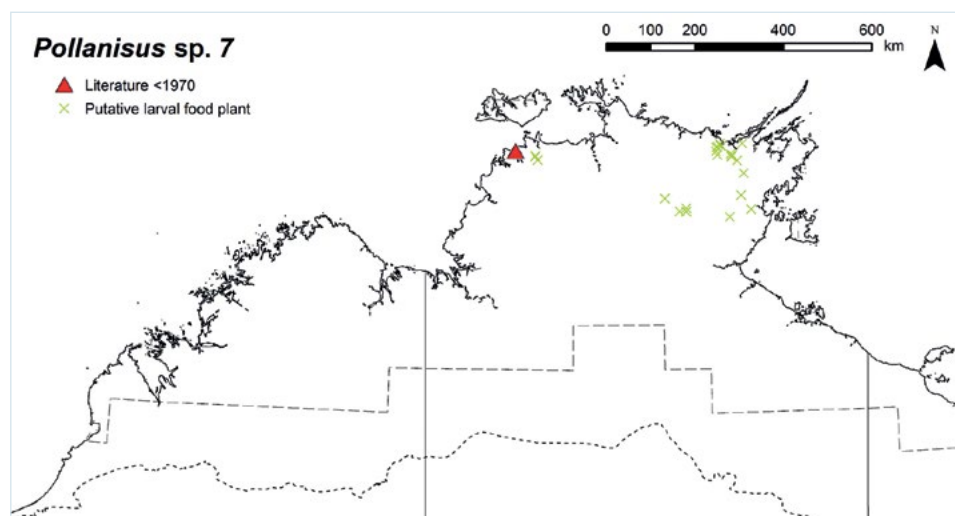 Pollanisus sp. 7
Literature <1970
Putative larval food plant
0 100 200 400 600
km
N